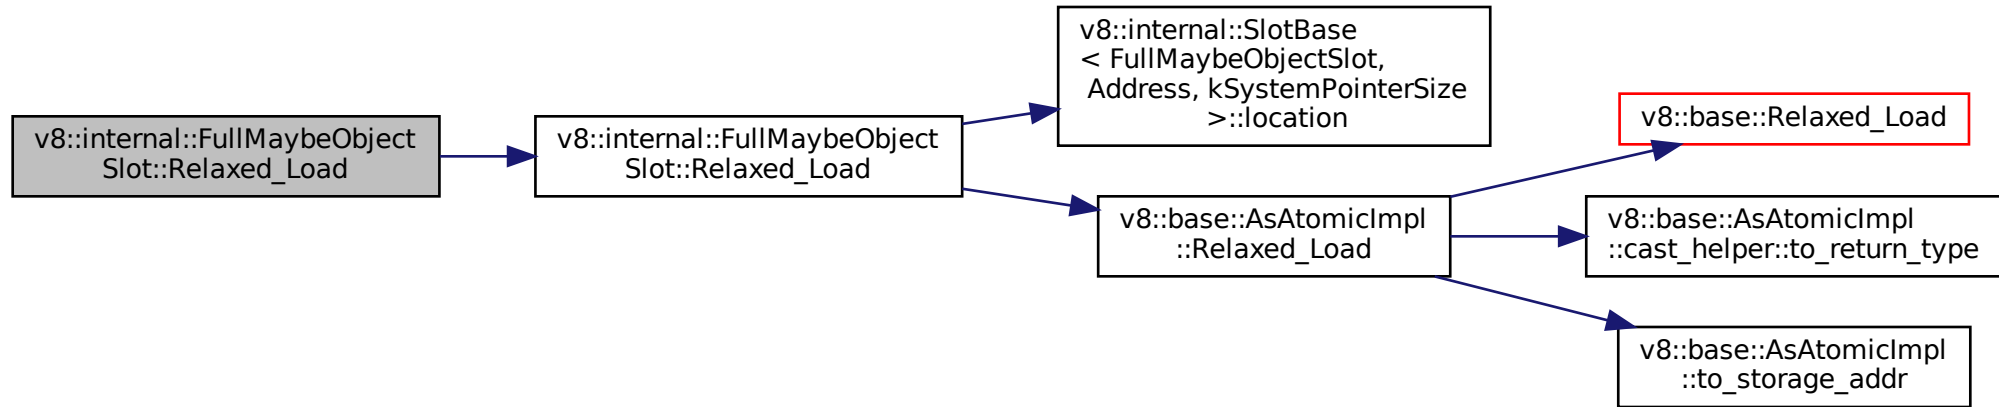 v8::internal::FullMaybeObject
Slot::Relaxed_Load
v8::internal::FullMaybeObject
Slot::Relaxed_Load
v8::internal::SlotBase
< FullMaybeObjectSlot,
Address, kSystemPointerSize
>::location
v8::base::AsAtomicImpl
::Relaxed_Load
v8::base::Relaxed_Load
v8::base::AsAtomicImpl
::cast_helper::to_return_type
v8::base::AsAtomicImpl
::to_storage_addr